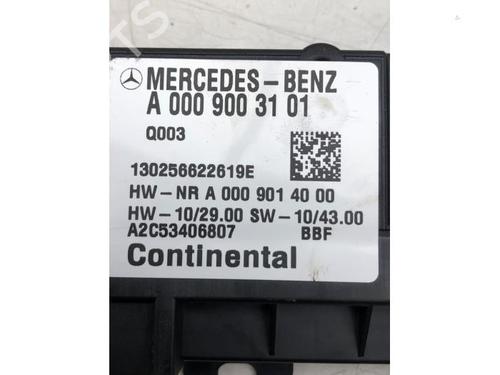 MERCEDES-BENZ
A 000 900 31 01
Q003
130256622619E
HW-NR A 000 901 40 00
HW-10/29.00 SW-10/43.00
A2C53406807 BBF
Continental